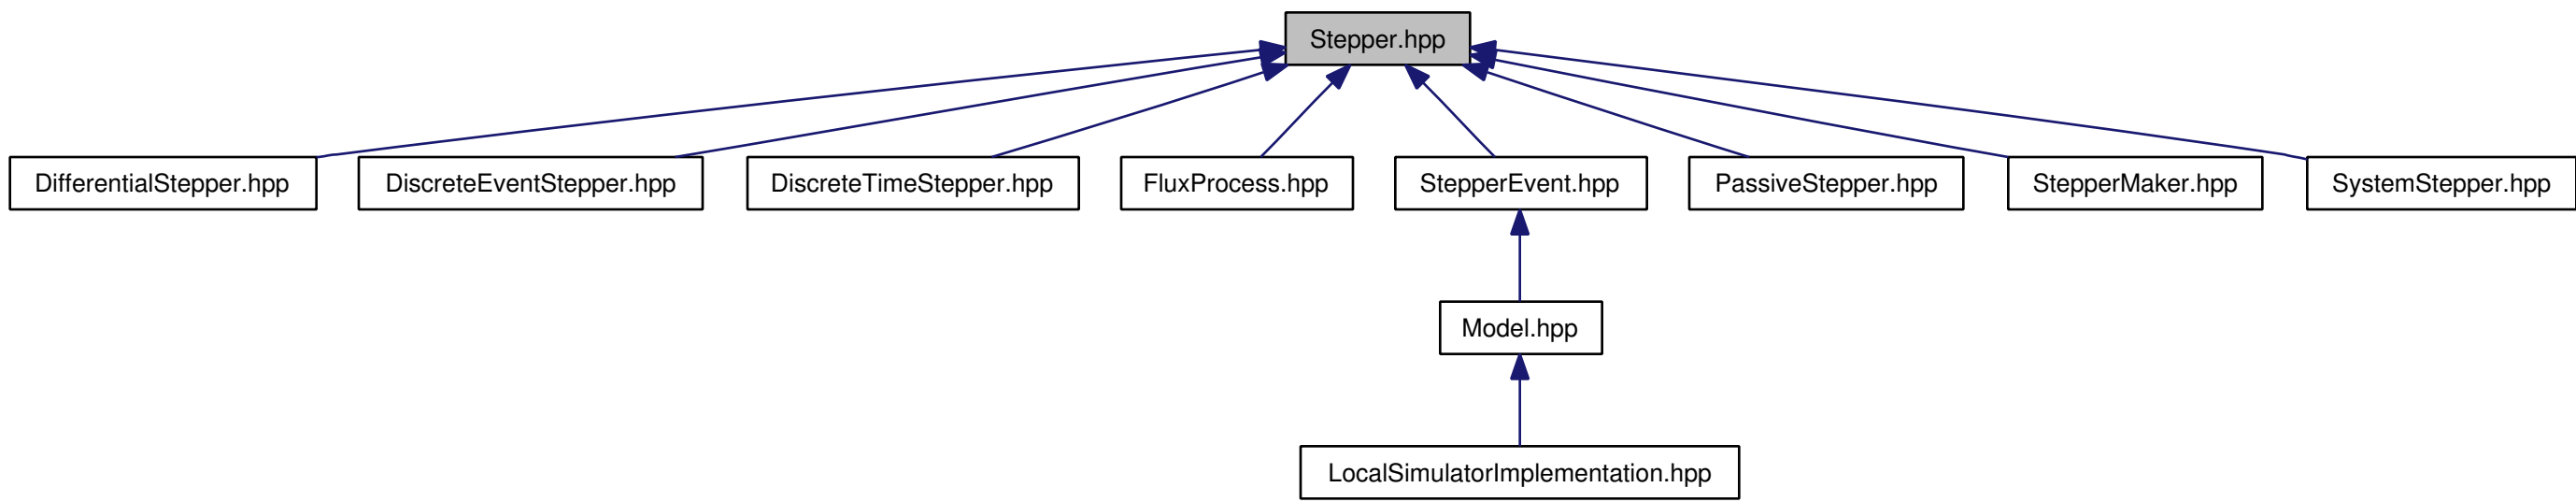 Stepper.hpp
DifferentialStepper.hpp
DiscreteEventStepper.hpp
DiscreteTimeStepper.hpp
FluxProcess.hpp
StepperEvent.hpp
PassiveStepper.hpp
StepperMaker.hpp
SystemStepper.hpp
Model.hpp
LocalSimulatorImplementation.hpp